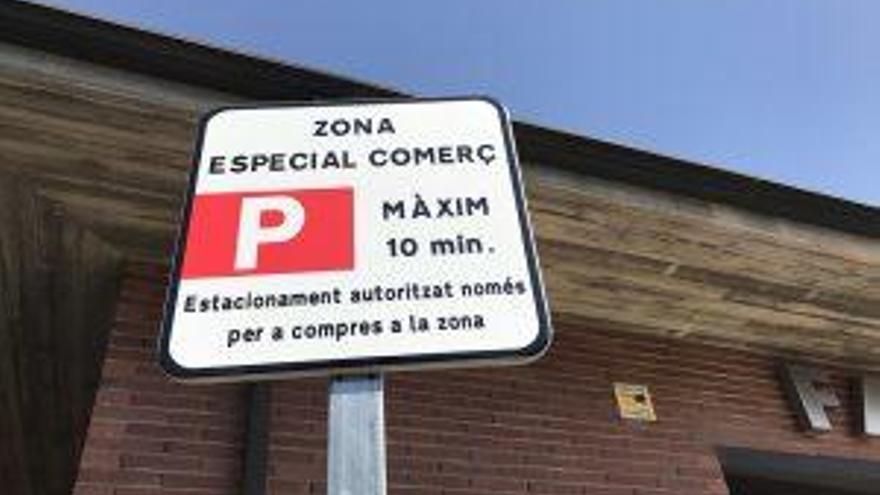 ZONA
ESPECIAL COMERÇ
P
MÀXIM
10 min.
Estacionament autoritzat només
per a compres a la zona